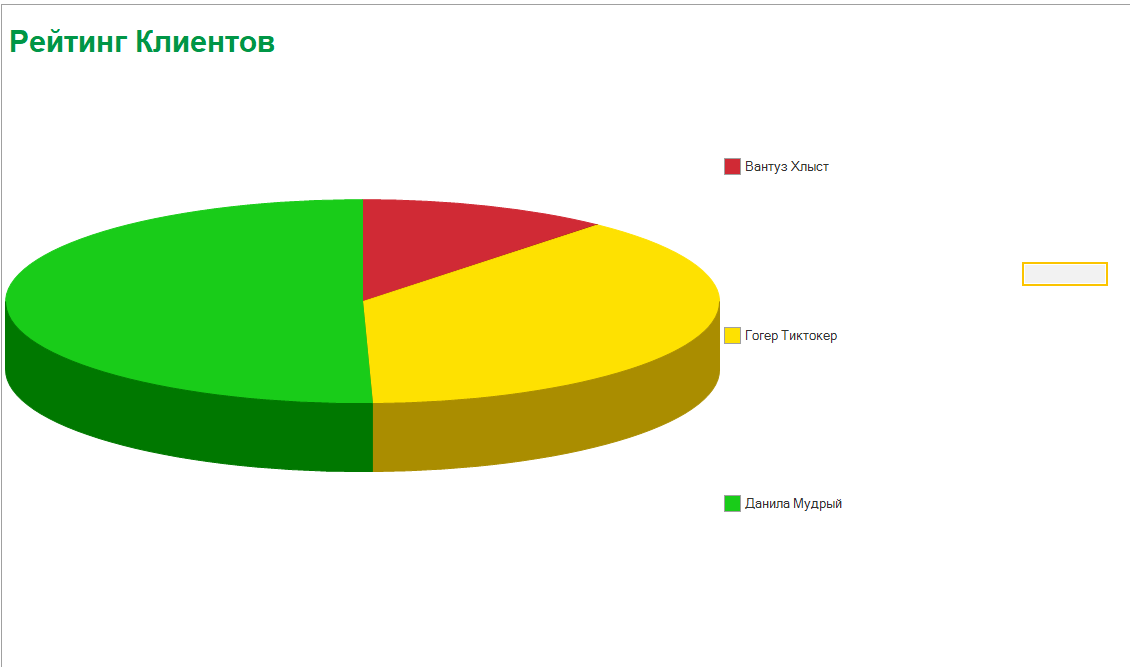 Рейтинг Клиентов
Вантуз Хлыст
Гогер Тиктокер
Данила Мудрый